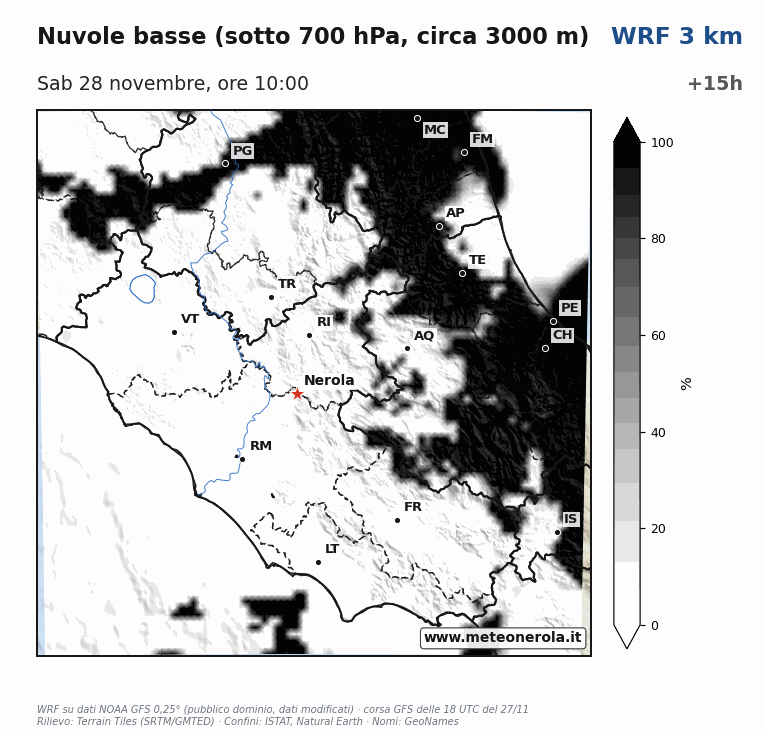 Nuvole basse (sotto 700 hPa, circa 3000 m) WRF 3 km
Sab 28 novembre, ore 10:00 +15h
MC
FM
PG
AP
TE
TR
PE
VT
RI
AQ
CH
Nerola
RM
FR
IS
LT
www.meteonerola.it
100
80
60
40
20
0
%
WRF su dati NOAA GFS 0,25° (pubblico dominio, dati modificati) · corsa GFS delle 18 UTC del 27/11
Rilievo: Terrain Tiles (SRTM/GMTED) · Confini: ISTAT, Natural Earth · Nomi: GeoNames